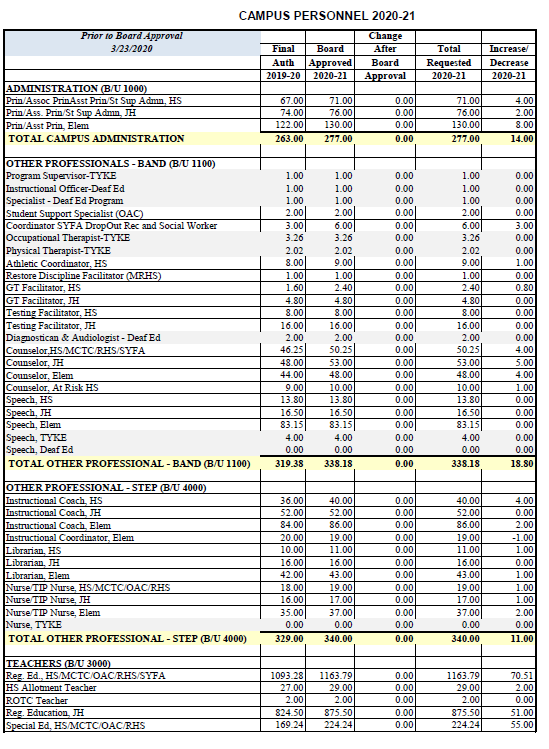 CAMPUS PERSONNEL 2020-21
Prior to Board Approval Change
3/23/2020 Final Board After Total Increase/
Auth Approved Board Requested Decrease
2019-20 2020-21 Approval 2020-21 2020-21
ADMINISTRATION (B/U 1000)
Prin/Assoc PrinAsst Prin/St Sup Admn, HS 67.00 71.00 0.00 71.00 4.00
Prin/Ass. Prin/St Sup Admn, JH 74.00 76.00 0.00 76.00 2.00
Prin/Asst Prin, Elem 122.00 130.00 0.00 130.00 8.00
TOTAL CAMPUS ADMINISTRATION 263.00 277.00 0.00 277.00 14.00
OTHER PROFESSIONALS - BAND (B/U 1100)
Program Supervisor-TYKE 1.00 1.00 0.00 1.00 0.00
Instructional Officer-Deaf Ed 1.00 1.00 0.00 1.00 0.00
Specialist - Deaf Ed Program 1.00 1.00 0.00 1.00 0.00
Student Support Specialist (OAC) 2.00 2.00 0.00 2.00 0.00
Coordinator SYFA DropOut Rec and Social Worker 3.00 6.00 0.00 6.00 3.00
Occupational Therapist-TYKE 3.26 3.26 0.00 3.26 0.00
Physical Therapist-TYKE 2.02 2.02 0.00 2.02 0.00
Athletic Coordinator, HS 8.00 9.00 0.00 9.00 1.00
Restore Discipline Facilitator (MRHS) 1.00 1.00 0.00 1.00 0.00
GT Facilitator, HS 1.60 2.40 0.00 2.40 0.80
GT Facilitator, JH 4.80 4.80 0.00 4.80 0.00
Testing Facilitator, HS 8.00 8.00 0.00 8.00 0.00
Testing Facilitator, JH 16.00 16.00 0.00 16.00 0.00
Diagnostican & Audiologist - Deaf Ed 2.00 2.00 0.00 2.00 0.00
Counselor,HS/MCTC/RHS/SYFA 46.25 50.25 0.00 50.25 4.00
Counselor, JH 48.00 53.00 0.00 53.00 5.00
Counselor, Elem 44.00 48.00 0.00 48.00 4.00
Counselor, At Risk HS 9.00 10.00 0.00 10.00 1.00
Speech, HS 13.80 13.80 0.00 13.80 0.00
Speech, JH 16.50 16.50 0.00 16.50 0.00
Speech, Elem 83.15 83.15 0.00 83.15 0.00
Speech, TYKE 4.00 4.00 0.00 4.00 0.00
Speech, Deaf Ed 0.00 0.00 0.00 0.00 0.00
TOTAL OTHER PROFESSIONAL - BAND (B/U 1100) 319.38 338.18 0.00 338.18 18.80
OTHER PROFESSIONAL - STEP (B/U 4000)
Instructional Coach, HS 36.00 40.00 0.00 40.00 4.00
Instructional Coach, JH 52.00 52.00 0.00 52.00 0.00
Instructional Coach, Elem 84.00 86.00 0.00 86.00 2.00
Instructional Coordinator, Elem 20.00 19.00 0.00 19.00 -1.00
Librarian, HS 10.00 11.00 0.00 11.00 1.00
Librarian, JH 16.00 16.00 0.00 16.00 0.00
Librarian, Elem 42.00 43.00 0.00 43.00 1.00
Nurse/TIP Nurse, HS/MCTC/OAC/RHS 18.00 19.00 0.00 19.00 1.00
Nurse/TIP Nurse, JH 16.00 17.00 0.00 17.00 1.00
Nurse/TIP Nurse, Elem 35.00 37.00 0.00 37.00 2.00
Nurse, TYKE 0.00 0.00 0.00 0.00 0.00
TOTAL OTHER PROFESSIONAL - STEP (B/U 4000) 329.00 340.00 0.00 340.00 11.00
TEACHERS (B/U 3000)
Reg. Ed., HS/MCTC/OAC/RHS/SYFA 1093.28 1163.79 0.00 1163.79 70.51
HS Allotment Teacher 27.00 29.00 0.00 29.00 2.00
ROTC Teacher 2.00 2.00 0.00 2.00 0.00
Reg. Education, JH 824.50 875.50 0.00 875.50 51.00
Special Ed, HS/MCTC/OAC/RHS 169.24 224.24 0.00 224.24 55.00